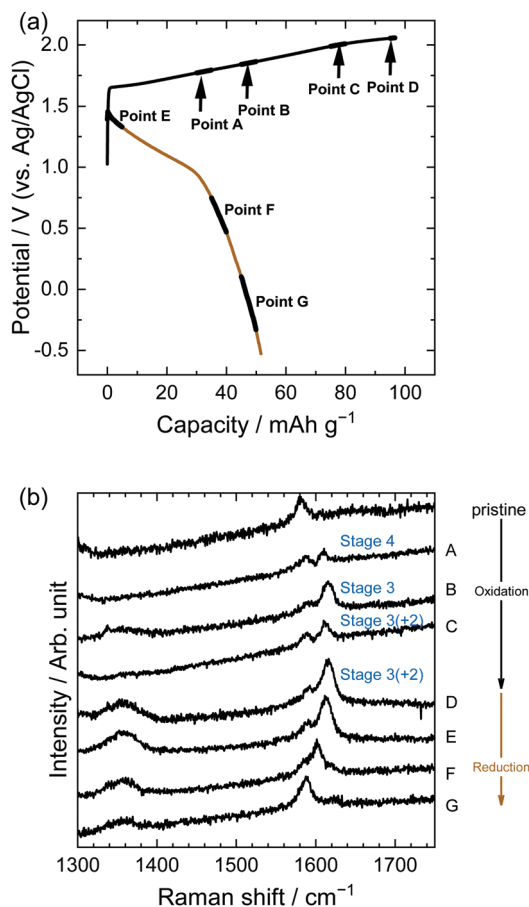 (a)
2.0
1.5
1.0
0.5
0.0
-0.5
Potential / V (vs. Ag/AgCl)
Point E
Point A
Point B
Point C
Point D
Point F
Point G
0 20 40 60 80 100
Capacity / mAh g⁻¹
(b)
Intensity / Arb. unit
pristine
Stage 4
A
Stage 3
B
Oxidation
Stage 3(+2)
C
Stage 3(+2)
D
E
F
Reduction
G
1300 1400 1500 1600 1700
Raman shift / cm⁻¹